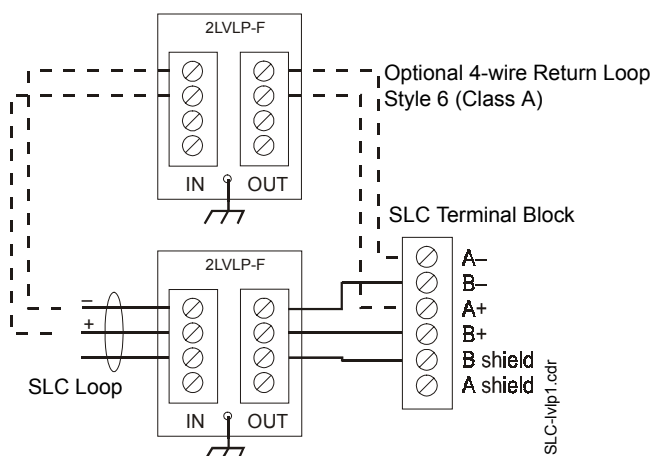 2LVLP-F
Optional 4-wire Return Loop
Style 6 (Class A)
IN OUT
SLC Terminal Block
2LVLP-F
A–
B–
A+
B+
B shield
A shield
–
+
SLC Loop
IN OUT
SLC-lvlp1.cdr